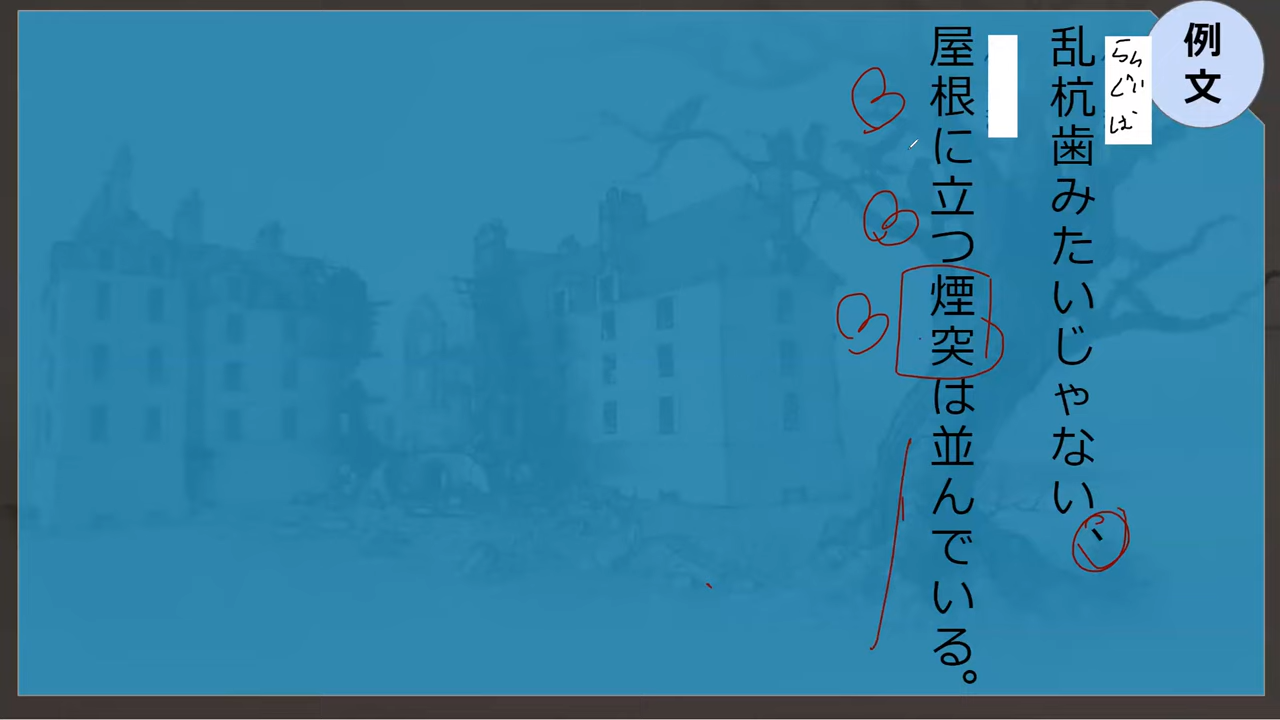 例文
らんぐいば
乱杭歯みたいじゃない、
屋根に立つ煙突は並んでいる。